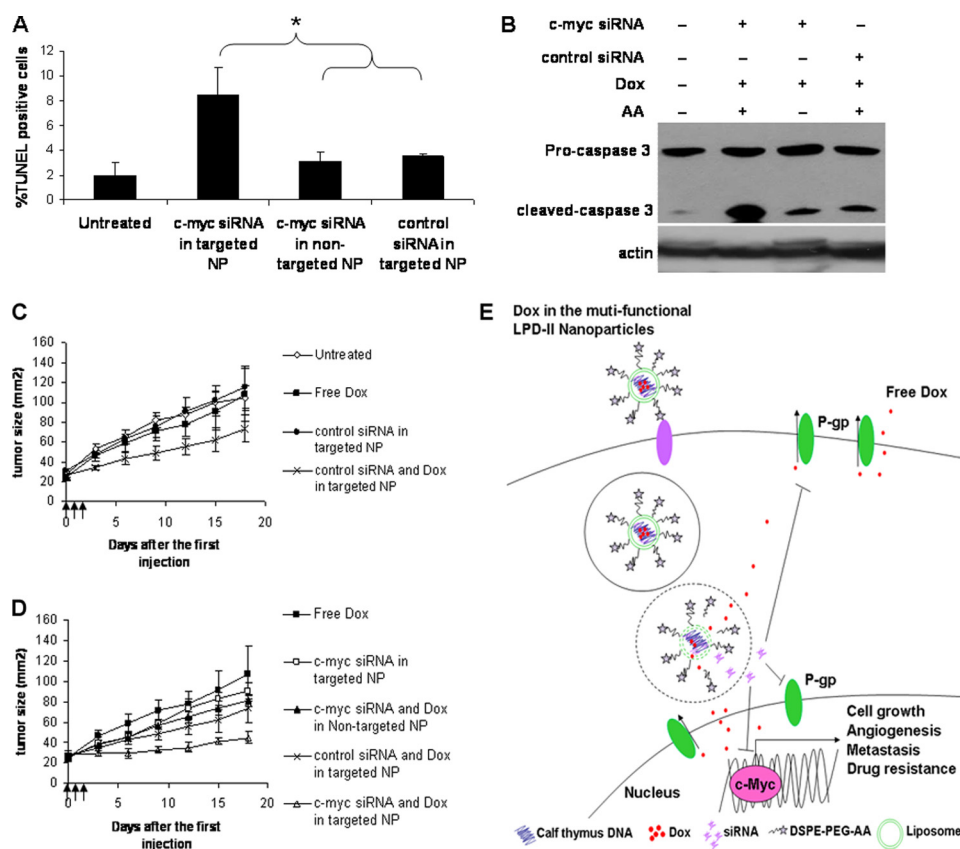 A
*
%TUNEL positive cells
12
10
8
6
4
2
0
Untreated
c-myc siRNA
in targeted
NP
c-myc siRNA
in non-
targeted NP
control
siRNA in
targeted NP
B
c-myc siRNA – + + –
control siRNA – – – +
Dox – + + +
AA – + – +
Pro-caspase 3
cleaved-caspase 3
actin
C
tumor size (mm2)
160
140
120
100
80
60
40
20
0
0 5 10 15 20
Days after the first
injection
Untreated
Free Dox
control siRNA in
targeted NP
control siRNA and Dox
in targeted NP
D
tumor size (mm2)
160
140
120
100
80
60
40
20
0
0 5 10 15 20
Days after the first
injection
Free Dox
c-myc siRNA in
targeted NP
c-myc siRNA and Dox
in Non-targeted NP
control siRNA and Dox
in targeted NP
c-myc siRNA and Dox
in targeted NP
E
Dox in the muti-functional
LPD-II Nanoparticles
Free Dox
P-gp
P-gp
Cell growth
Angiogenesis
Metastasis
Drug resistance
c-Myc
Nucleus
Calf thymus DNA
Dox
siRNA
DSPE-PEG-AA
Liposome